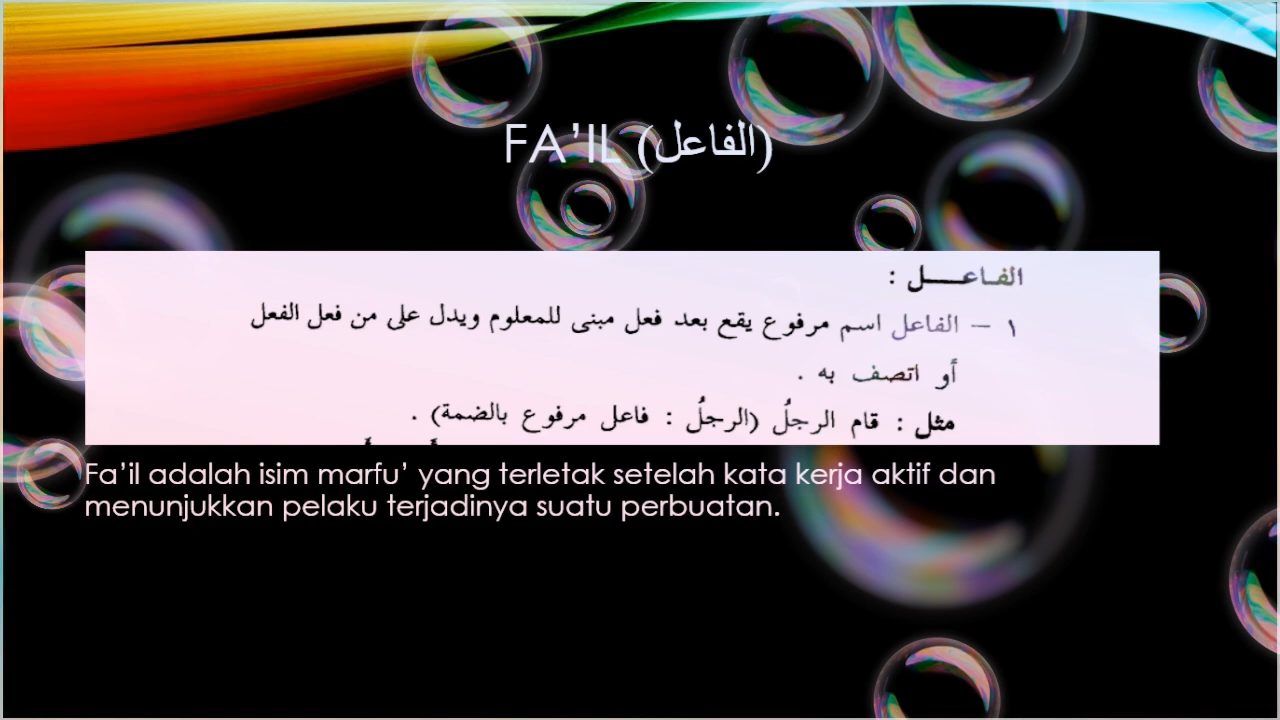 FA’IL (الفاعل)
الفـاعـــل :
١ – الفاعل اسم مرفوع يقع بعد فعل مبنى للمعلوم ويدل على من فعل الفعل
أو اتصف به .
مثل : قام الرجلُ (الرجلُ : فاعل مرفوع بالضمة) .
Fa’il adalah isim marfu’ yang terletak setelah kata kerja aktif dan
menunjukkan pelaku terjadinya suatu perbuatan.